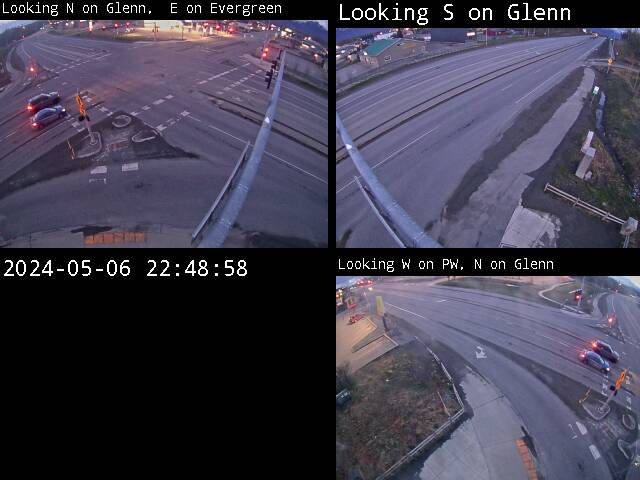 Looking N on Glenn, E on Evergreen
Looking S on Glenn
2024-05-06 22:48:58
Looking W on PW, N on Glenn